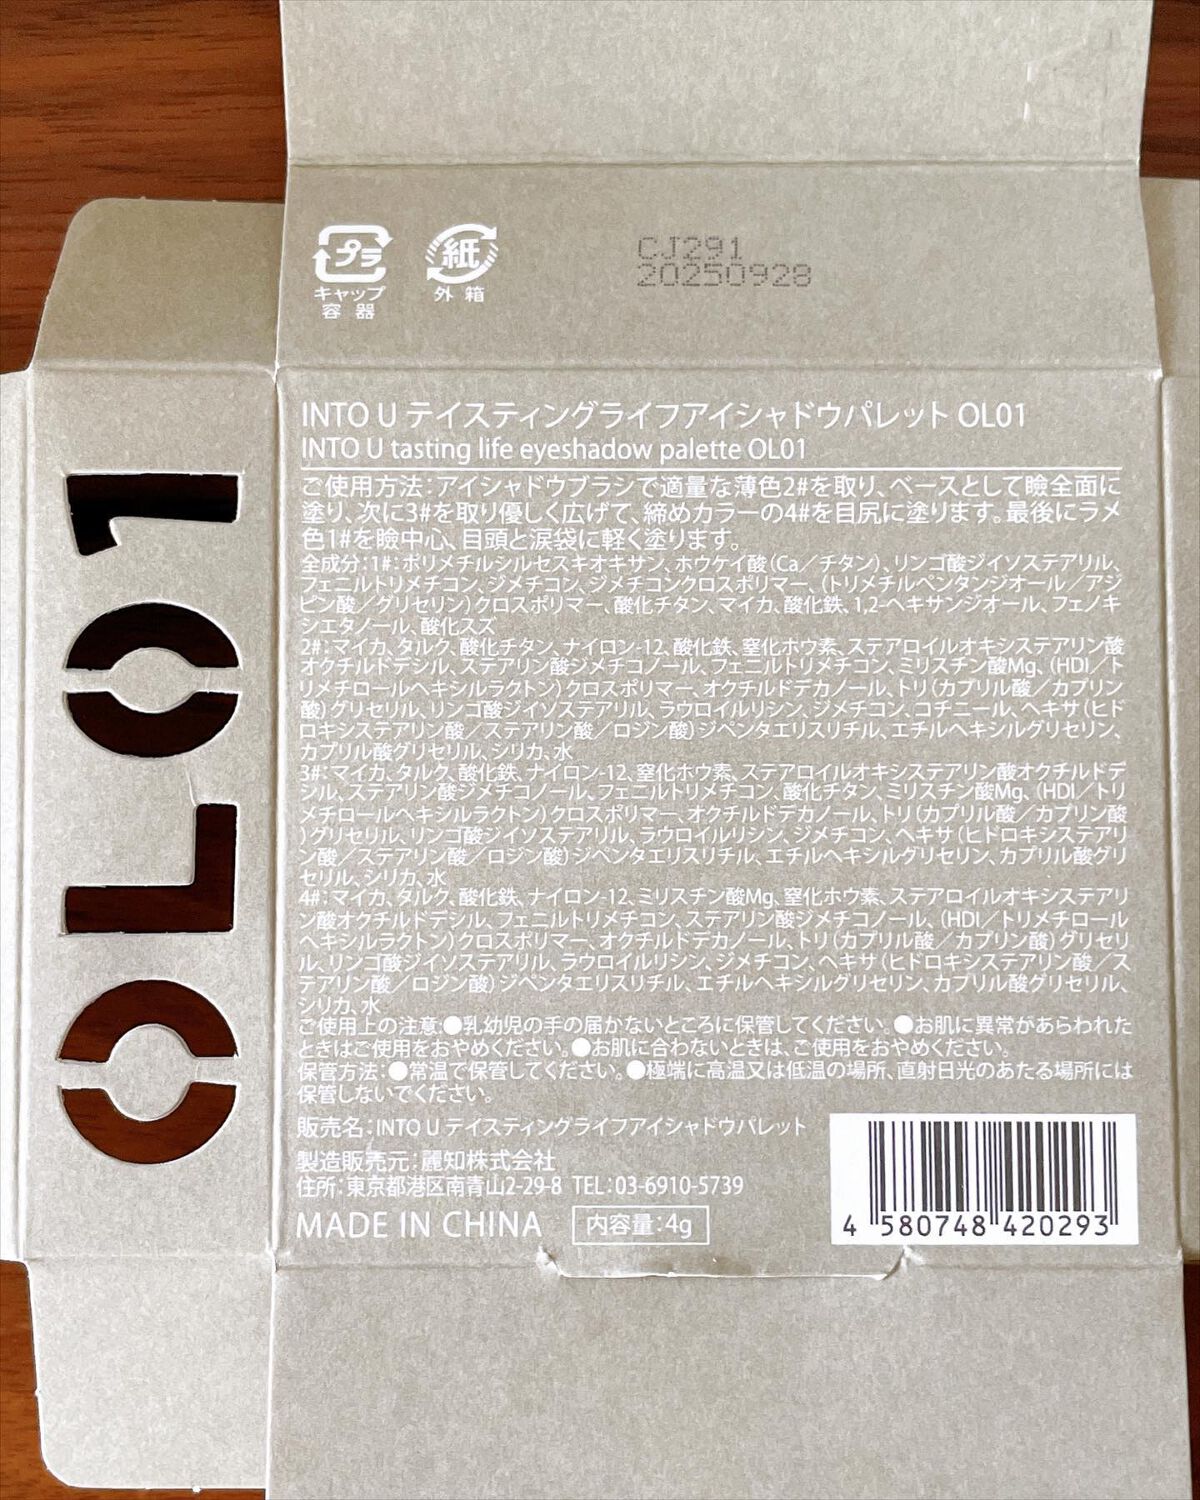 プラ
キャップ
容器
紙
外箱
CJ291
20250928
OL01
INTO U テイスティングライフアイシャドウパレット OL01
INTO U tasting life eyeshadow palette OL01
ご使用方法:アイシャドウブラシで適量な薄色2#を取り、ベースとして瞼全面に
塗り、次に3#を取り優しく広げて、締めカラーの4#を目尻に塗ります。最後にラメ
色1#を瞼中心、目頭と涙袋に軽く塗ります。
全成分:1#:ポリメチルシルセスキオキサン、ホウケイ酸(Ca/チタン)、リンゴ酸ジイソステアリル、
フェニルトリメチコン、ジメチコン、ジメチコンクロスポリマー、(トリメチルペンタンジオール/アジ
ピン酸/グリセリン)クロスポリマー、酸化チタン、マイカ、酸化鉄、1,2-ヘキサンジオール、フェノキ
シエタノール、酸化スズ
2#:マイカ、タルク、酸化チタン、ナイロン-12、酸化鉄、窒化ホウ素、ステアロイルオキシステアリン酸
オクチルドデシル、ステアリン酸ジメチコノール、フェニルトリメチコン、ミリスチン酸Mg、(HDI/ト
リメチロールヘキシルラクトン)クロスポリマー、オクチルドデカノール、トリ(カプリル酸/カプリン
酸)グリセリル、リンゴ酸ジイソステアリル、ラウロイルリシン、ジメチコン、コチニール、ヘキサ(ヒド
ロキシステアリン酸/ステアリン酸/ロジン酸)ジペンタエリスリチル、エチルヘキシルグリセリン、
カプリル酸グリセリル、シリカ、水
3#:マイカ、タルク、酸化鉄、ナイロン-12、窒化ホウ素、ステアロイルオキシステアリン酸オクチルドデ
シル、ステアリン酸ジメチコノール、フェニルトリメチコン、酸化チタン、ミリスチン酸Mg、(HDI/トリ
メチロールヘキシルラクトン)クロスポリマー、オクチルドデカノール、トリ(カプリル酸/カプリン酸
)グリセリル、リンゴ酸ジイソステアリル、ラウロイルリシン、ジメチコン、ヘキサ(ヒドロキシステアリ
ン酸/ステアリン酸/ロジン酸)ジペンタエリスリチル、エチルヘキシルグリセリン、カプリル酸グリ
セリル、シリカ、水
4#:マイカ、タルク、酸化鉄、ナイロン-12、ミリスチン酸Mg、窒化ホウ素、ステアロイルオキシステアリ
ン酸オクチルドデシル、フェニルトリメチコン、ステアリン酸ジメチコノール、(HDI/トリメチロール
ヘキシルラクトン)クロスポリマー、オクチルドデカノール、トリ(カプリル酸/カプリン酸)グリセリ
ル、リンゴ酸ジイソステアリル、ラウロイルリシン、ジメチコン、ヘキサ(ヒドロキシステアリン酸/ス
テアリン酸/ロジン酸)ジペンタエリスリチル、エチルヘキシルグリセリン、カプリル酸グリセリル、
シリカ、水
ご使用上の注意:●乳幼児の手の届かないところに保管してください。●お肌に異常があらわれた
ときはご使用をおやめください。●お肌に合わないときは、ご使用をおやめください。
保管方法:●常温で保管してください。●極端に高温又は低温の場所、直射日光のあたる場所には
保管しないでください。
販売名:INTO U テイスティングライフアイシャドウパレット
製造販売元:麗知株式会社
住所:東京都港区南青山2-29-8 TEL:03-6910-5739
MADE IN CHINA 内容量:4g
4 580748 420293